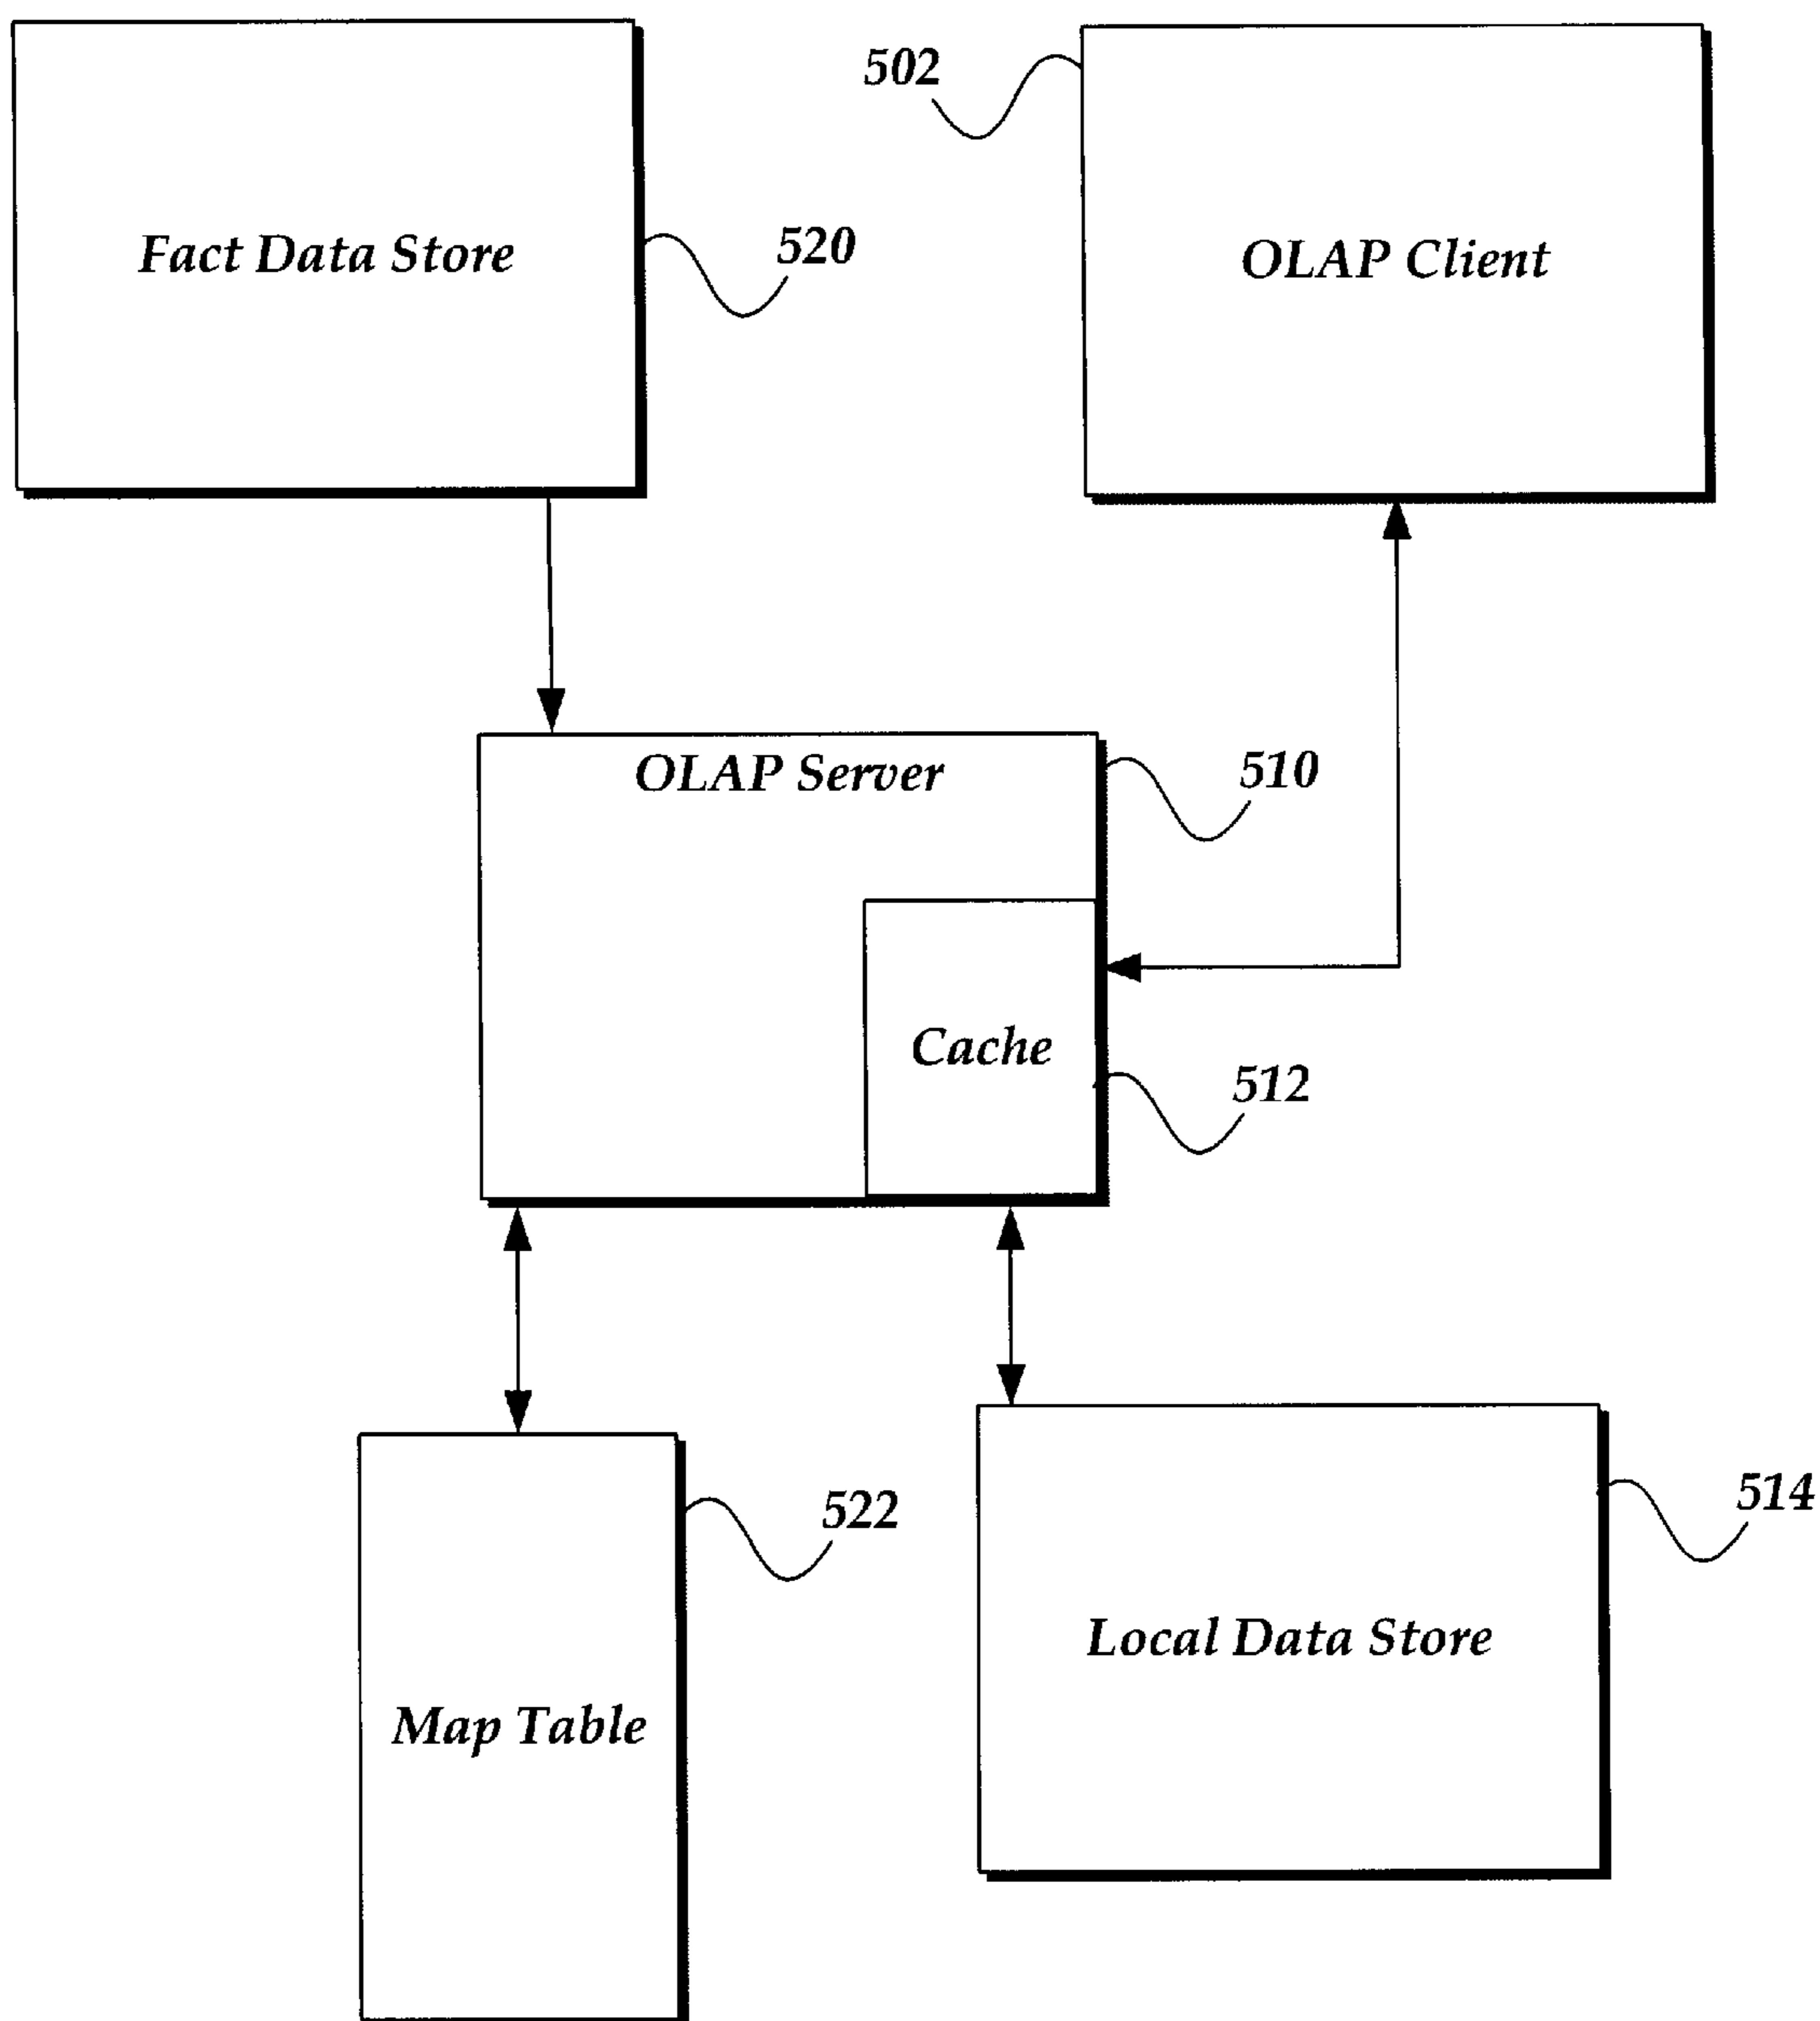 502
Fact Data Store
520
OLAP Client
OLAP Server
510
Cache
512
522
514
Local Data Store
Map Table